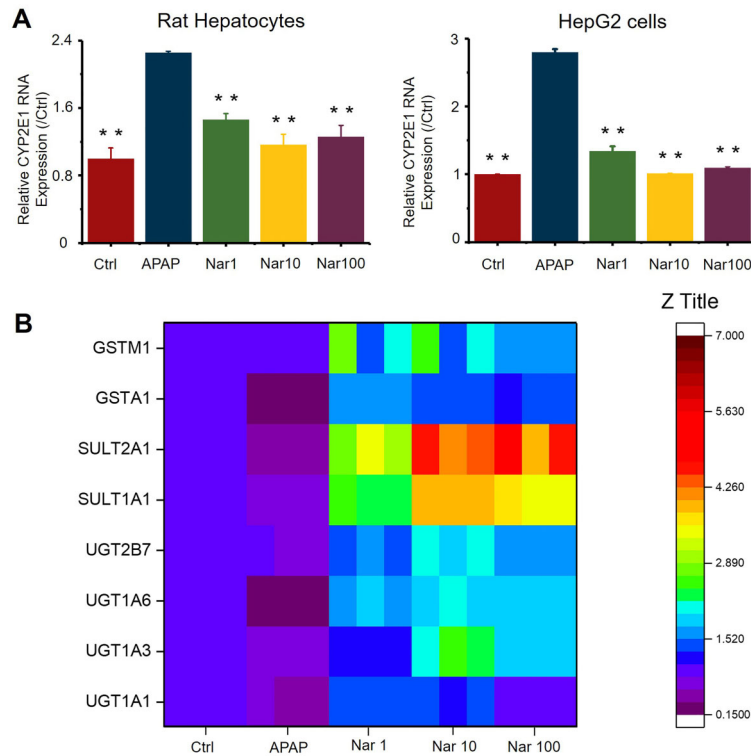 A
Rat Hepatocytes
Relative CYP2E1 RNA
Expression (/Ctrl)
2.4
1.6
0.8
0
* *
* *
* *
* *
Ctrl
APAP
Nar1
Nar10
Nar100
HepG2 cells
Relative CYP2E1 RNA
Expression (/Ctrl)
3
2
1
0
* *
* *
* *
* *
Ctrl
APAP
Nar1
Nar10
Nar100
B
GSTM1
GSTA1
SULT2A1
SULT1A1
UGT2B7
UGT1A6
UGT1A3
UGT1A1
Ctrl
APAP
Nar 1
Nar 10
Nar 100
Z Title
7.000
5.630
4.260
2.890
1.520
0.1500